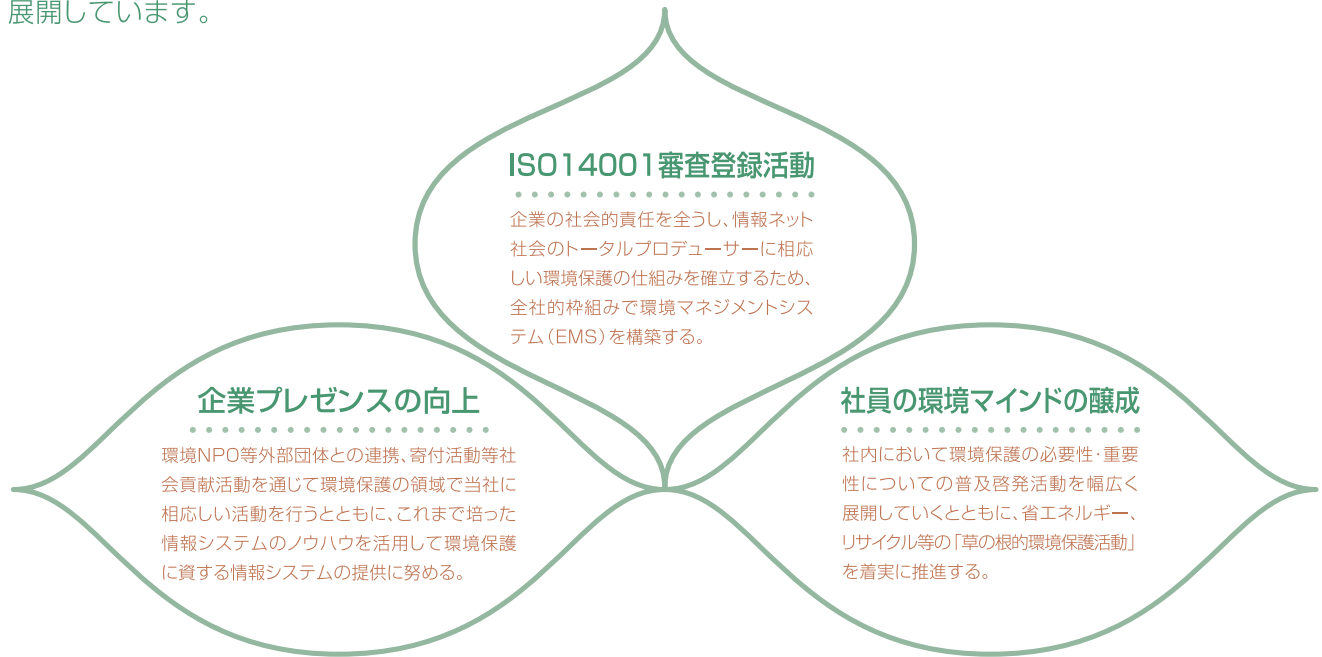 展開しています。
ISO14001審査登録活動
企業の社会的責任を全うし、情報ネット
社会のトータルプロデューサーに相応
しい環境保護の仕組みを確立するため、
全社的枠組みで環境マネジメントシス
テム（EMS）を構築する。
企業プレゼンスの向上
環境NPO等外部団体との連携、寄付活動等社
会貢献活動を通じて環境保護の領域で当社に
相応しい活動を行うとともに、これまで培った
情報システムのノウハウを活用して環境保護
に資する情報システムの提供に努める。
社員の環境マインドの醸成
社内において環境保護の必要性・重要
性についての普及啓発活動を幅広く
展開していくとともに、省エネルギー、
リサイクル等の「草の根的環境保護活動」
を着実に推進する。